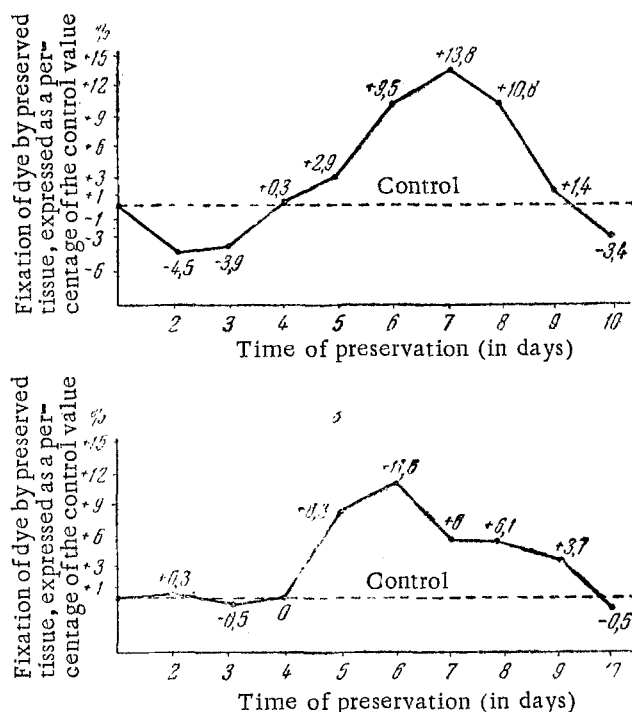 Fixation of dye by preserved
tissue, expressed as a per-
centage of the control value
%
+15
+12
+9
+6
+3
+1
-1
-3
-6
-4,5
-3,9
+0,3
+2,9
+9,5
+13,8
+10,8
+1,4
-3,4
Control
2 3 4 5 6 7 8 9 10
Time of preservation (in days)
Fixation of dye by preserved
tissue, expressed as a per-
centage of the control value
%
+15
+12
+9
+6
+3
+1
+0,3
-0,5
0
+8,3
+6
+6,1
+3,7
-0,5
Control
2 3 4 5 6 7 8 9
Time of preservation (in days)